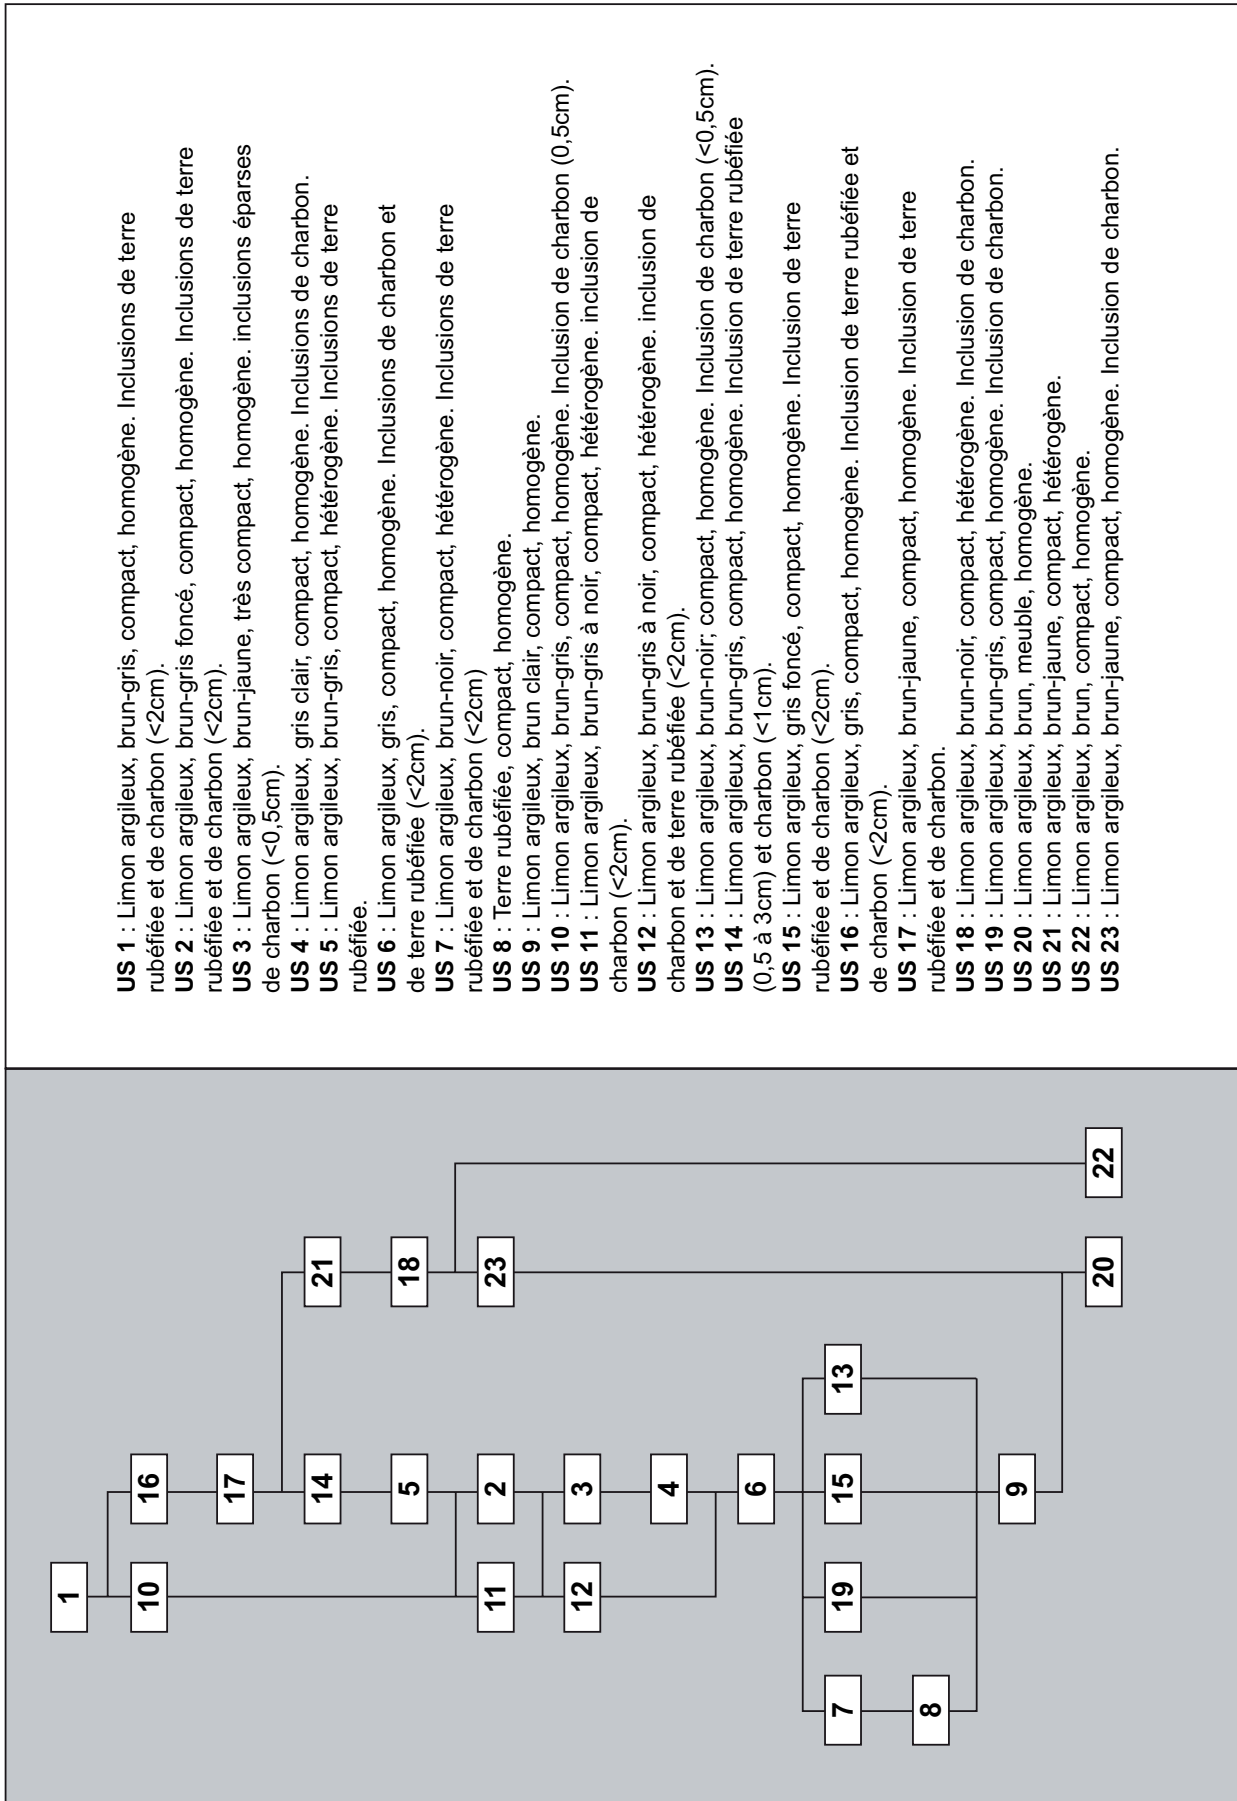 US 1 : Limon argileux, brun-gris, compact, homogène. Inclusions de terre
rubéfiée et de charbon (<2cm).
US 2 : Limon argileux, brun-gris foncé, compact, homogène. Inclusions de terre
rubéfiée et de charbon (<2cm).
US 3 : Limon argileux, brun-jaune, très compact, homogène. inclusions éparses
de charbon (<0,5cm).
US 4 : Limon argileux, gris clair, compact, homogène. Inclusions de charbon.
US 5 : Limon argileux, brun-gris, compact, hétérogène. Inclusions de terre
rubéfiée.
US 6 : Limon argileux, gris, compact, homogène. Inclusions de charbon et
de terre rubéfiée (<2cm).
US 7 : Limon argileux, brun-noir, compact, hétérogène. Inclusions de terre
rubéfiée et de charbon (<2cm)
US 8 : Terre rubéfiée, compact, homogène.
US 9 : Limon argileux, brun clair, compact, homogène.
US 10 : Limon argileux, brun-gris, compact, homogène. Inclusion de charbon (0,5cm).
US 11 : Limon argileux, brun-gris à noir, compact, hétérogène. inclusion de
charbon (<2cm).
US 12 : Limon argileux, brun-gris à noir, compact, hétérogène. inclusion de
charbon et de terre rubéfiée (<2cm).
US 13 : Limon argileux, brun-noir; compact, homogène. Inclusion de charbon (<0,5cm).
US 14 : Limon argileux, brun-gris, compact, homogène. Inclusion de terre rubéfiée
(0,5 à 3cm) et charbon (<1cm).
US 15 : Limon argileux, gris foncé, compact, homogène. Inclusion de terre
rubéfiée et de charbon (<2cm).
US 16 : Limon argileux, gris, compact, homogène. Inclusion de terre rubéfiée et
de charbon (<2cm).
US 17 : Limon argileux, brun-jaune, compact, homogène. Inclusion de terre
rubéfiée et de charbon.
US 18 : Limon argileux, brun-noir, compact, hétérogène. Inclusion de charbon.
US 19 : Limon argileux, brun-gris, compact, homogène. Inclusion de charbon.
US 20 : Limon argileux, brun, meuble, homogène.
US 21 : Limon argileux, brun-jaune, compact, hétérogène.
US 22 : Limon argileux, brun, compact, homogène.
US 23 : Limon argileux, brun-jaune, compact, homogène. Inclusion de charbon.
1
10 16
17
14 21
5 18
11 2 23
12 3
4
6
7 19 15 13
8
9
20 22